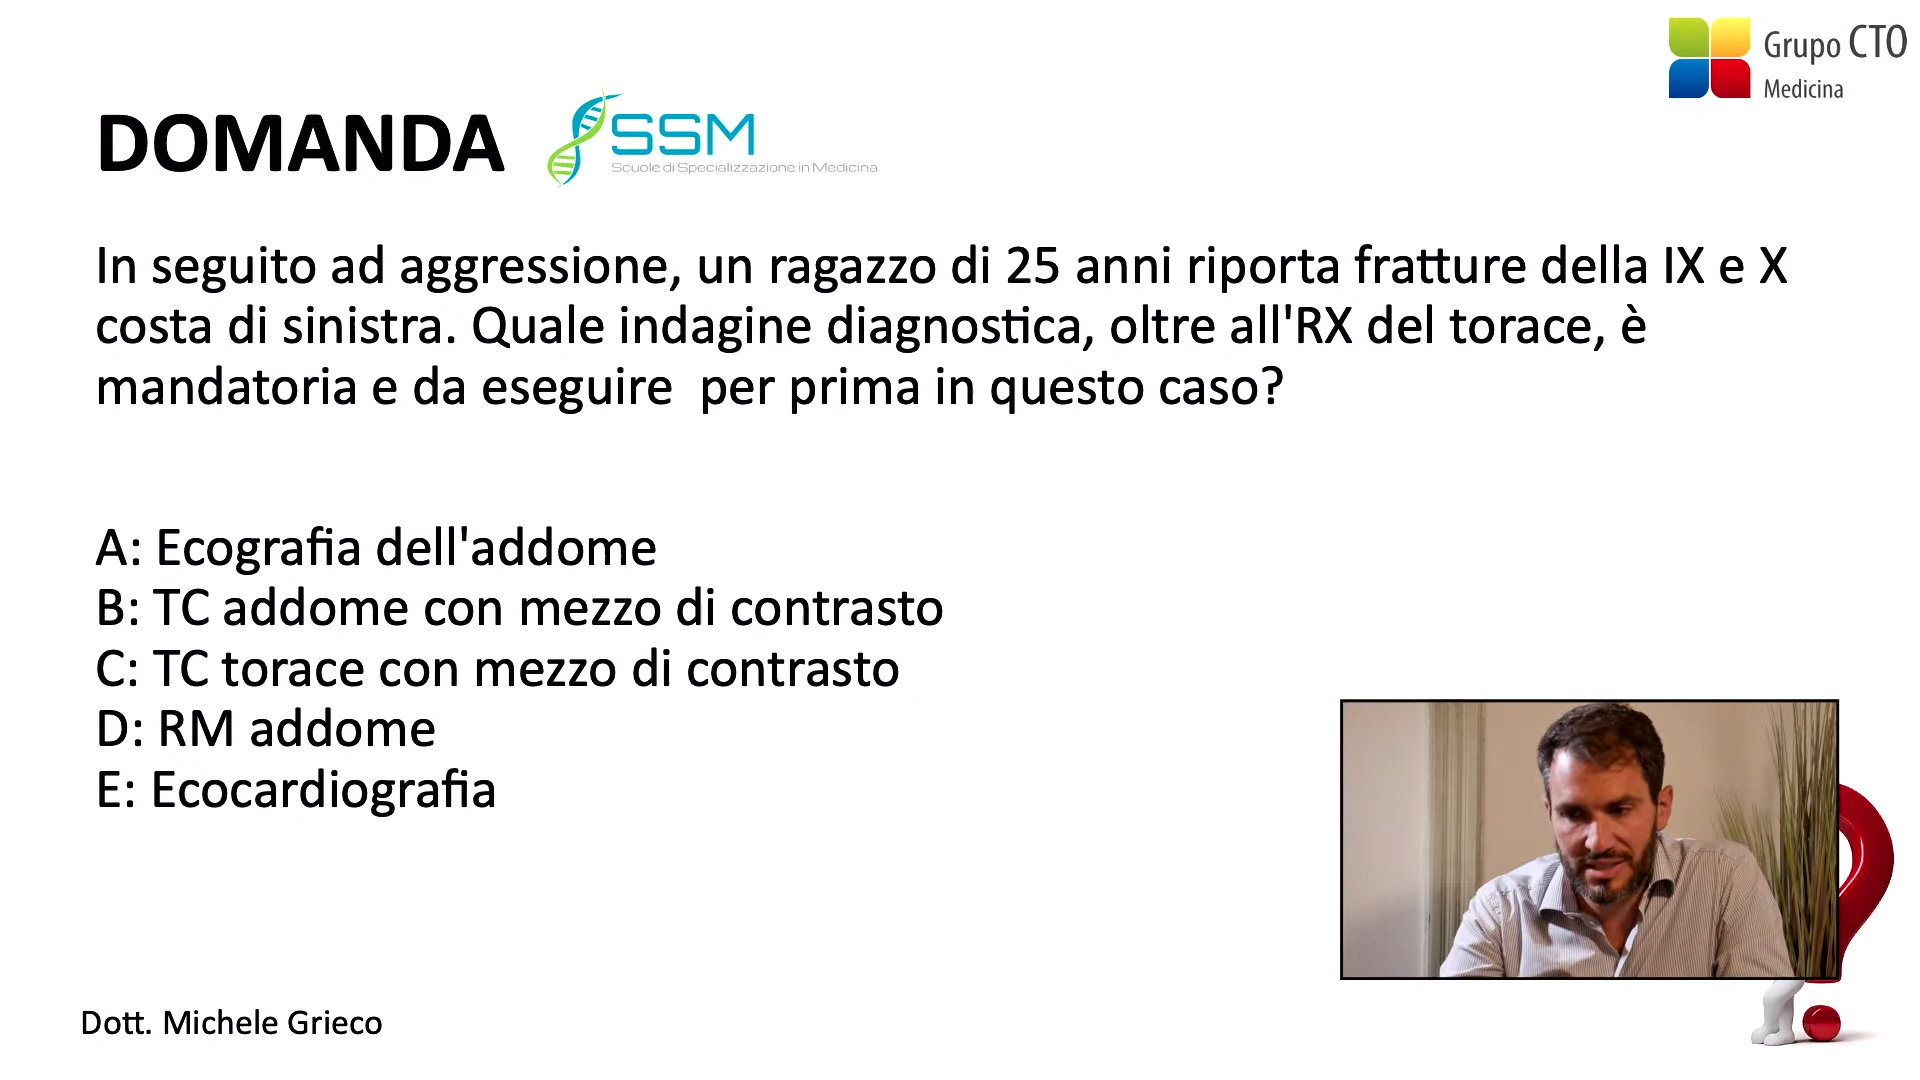 Grupo CTO
Medicina
DOMANDA
SSM
Scuole di Specializzazione in Medicina
In seguito ad aggressione, un ragazzo di 25 anni riporta fratture della IX e X
costa di sinistra. Quale indagine diagnostica, oltre all'RX del torace, è
mandatoria e da eseguire  per prima in questo caso?
A: Ecografia dell'addome
B: TC addome con mezzo di contrasto
C: TC torace con mezzo di contrasto
D: RM addome
E: Ecocardiografia
Dott. Michele Grieco